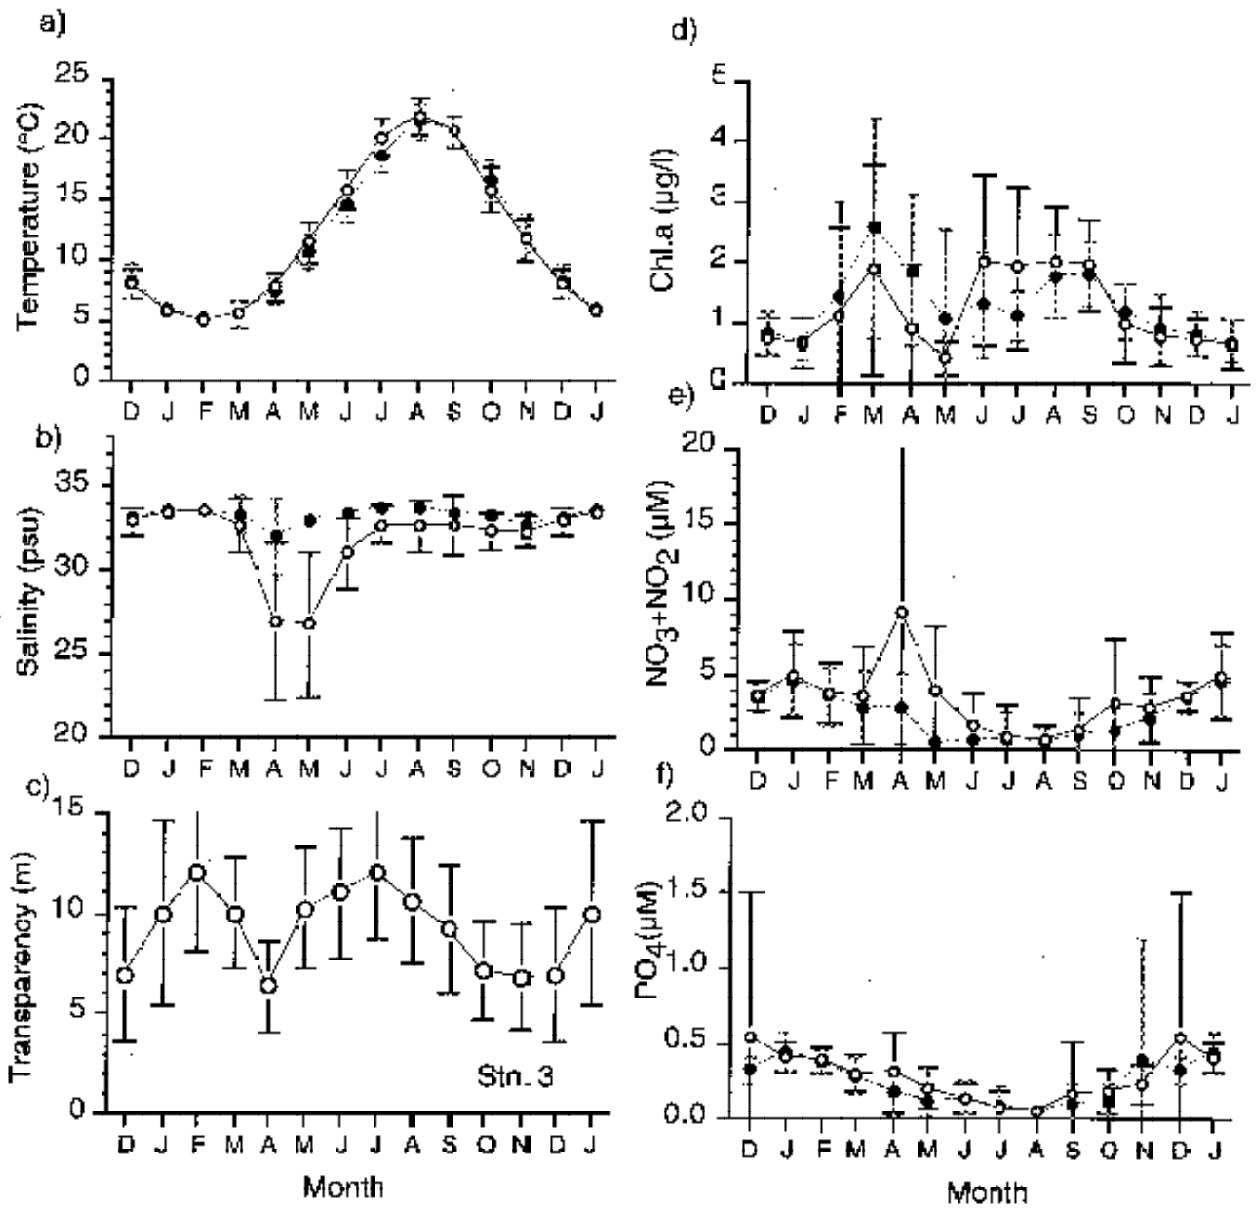 a)
Temperature (°C)
25
20
15
10
5
0
D J F M A M J J A S O N D J
b)
Salinity (psu)
35
30
25
20
D J F M A M J J A S O N D J
c)
Transparency (m)
15
10
5
0
Stn. 3
D J F M A M J J A S O N D J
Month
d)
Chl.a (µg/l)
5
4
3
2
1
0
D J F M A M J J A S O N D J
e)
NO3+NO2 (µM)
20
15
10
5
0
D J F M A M J J A S O N D J
f)
PO4(µM)
2.0
1.5
1.0
0.5
0.0
D J F M A M J J A S O N D J
Month